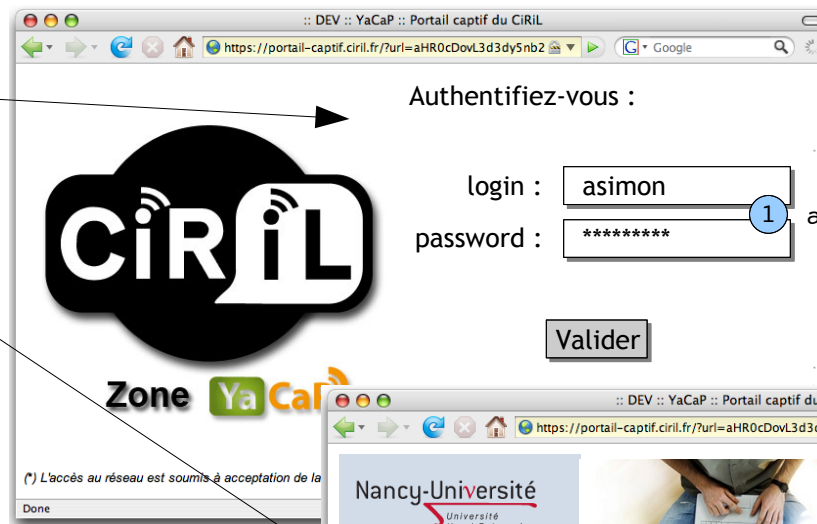 :: DEV :: YaCaP :: Portail captif du CiRiL
https://portail-captif.ciril.fr/?url=aHR0cDovL3d3dy5nb2
G Google
Authentifiez-vous :
CiRiL
login : asimon
1
password : *********
Valider
Zone YaCaP
(*) L'accès au réseau est soumis à acceptation de la
Done
:: DEV :: YaCaP :: Portail captif du
https://portail-captif.ciril.fr/?url=aHR0cDovL3d3d
Nancy-Université
Université